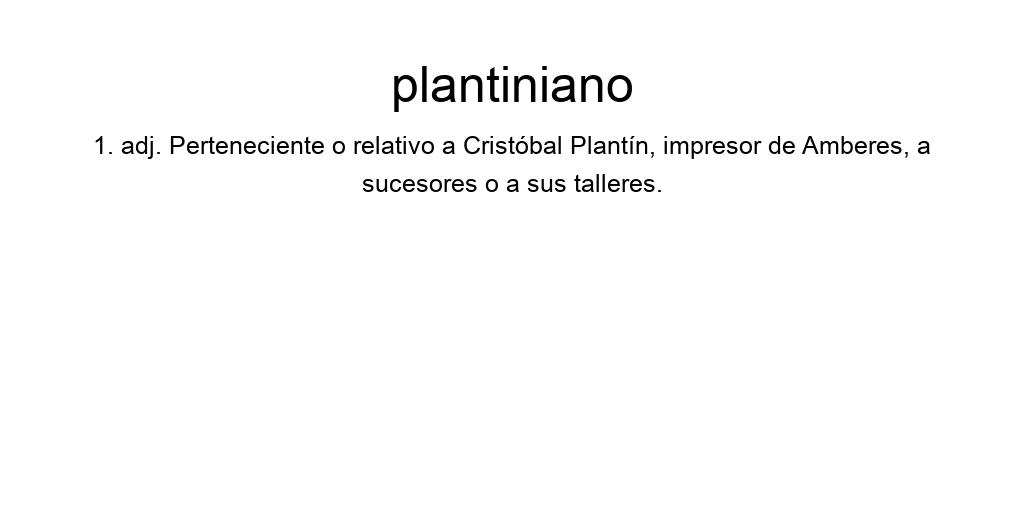 plantiniano
1. adj. Perteneciente o relativo a Cristóbal Plantín, impresor de Amberes, a
sucesores o a sus talleres.